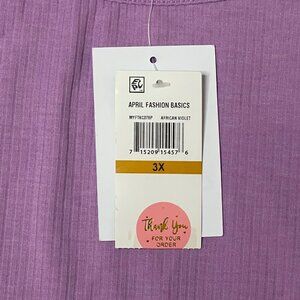 APRIL FASHION BASICS
AFRICAN VIOLET
7 15209 15457 6
3X
Thank You
FOR YOUR
ORDER